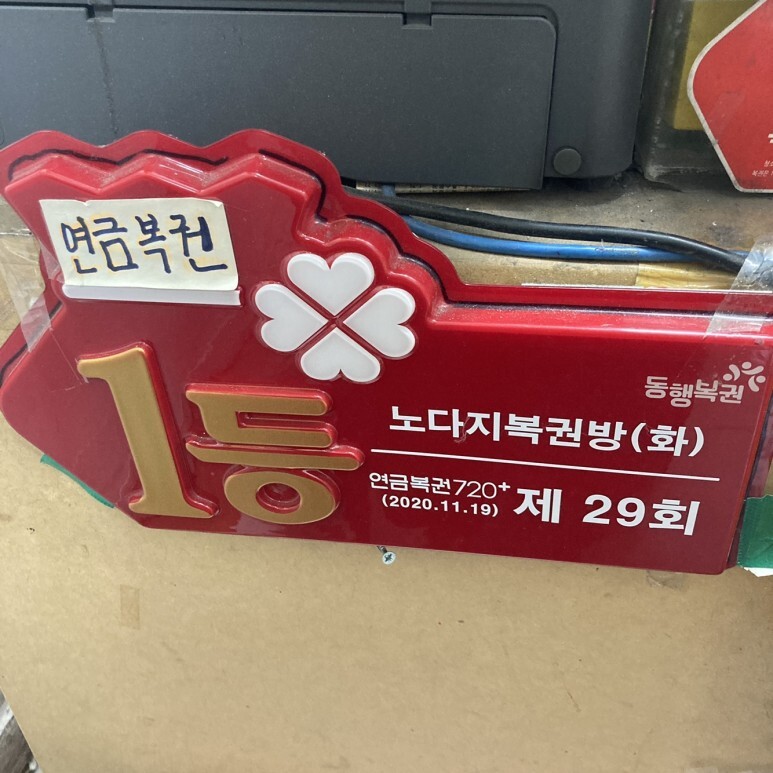 연금복권
1등
동행복권
노다지복권방(화)
연금복권720+
(2020.11.19)
제 29회